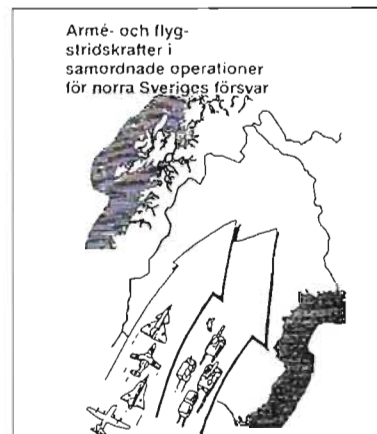 Armé- och flyg-
stridskrafter i
samordnade operationer
för norra Sveriges försvar